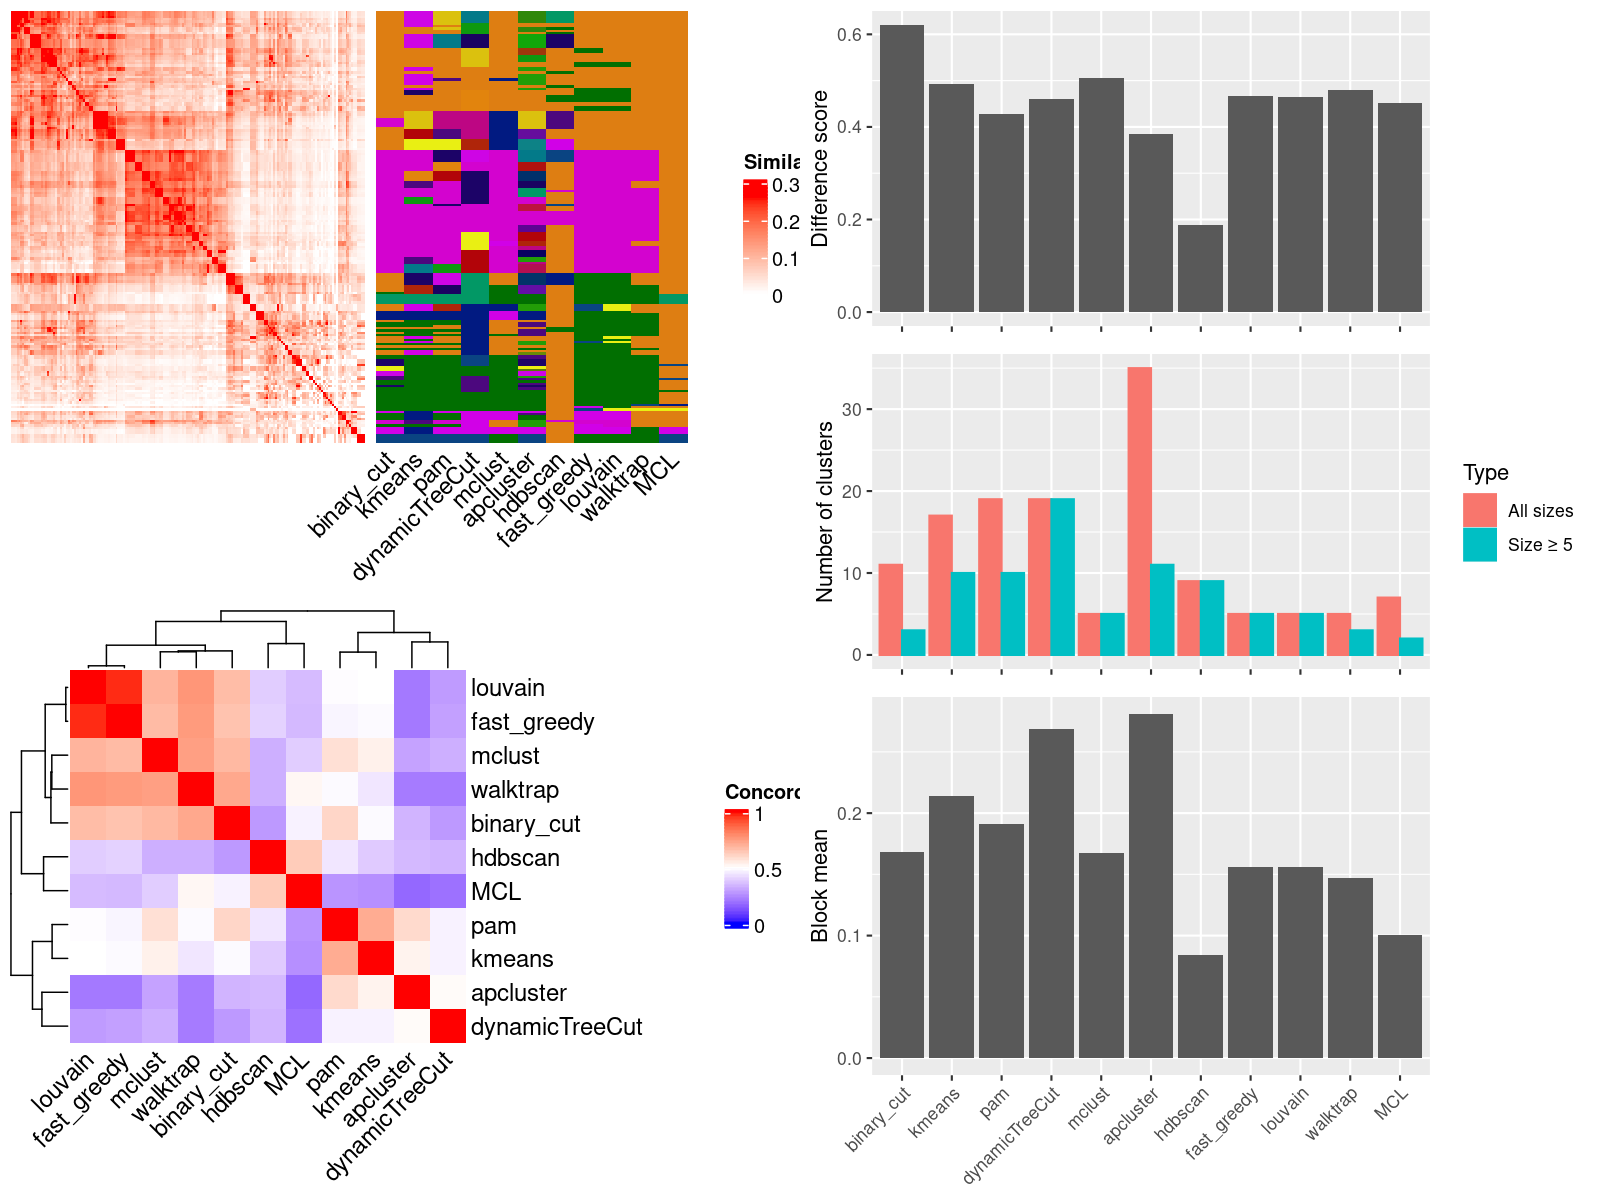 Simila
0.3
0.2
0.1
0
binary_cut
kmeans
pam
dynamicTreeCut
mclust
apcluster
hdbscan
fast_greedy
louvain
walktrap
MCL
louvain
fast_greedy
mclust
walktrap
binary_cut
hdbscan
MCL
pam
kmeans
apcluster
dynamicTreeCut
louvain
fast_greedy
mclust
walktrap
binary_cut
hdbscan
MCL
pam
kmeans
apcluster
dynamicTreeCut
Concord
1
0.5
0
Difference score
0.6
0.4
0.2
0.0
Number of clusters
30
20
10
0
Type
All sizes
Size ≥ 5
Block mean
0.2
0.1
0.0
binary_cut
kmeans
pam
dynamicTreeCut
mclust
apcluster
hdbscan
fast_greedy
louvain
walktrap
MCL